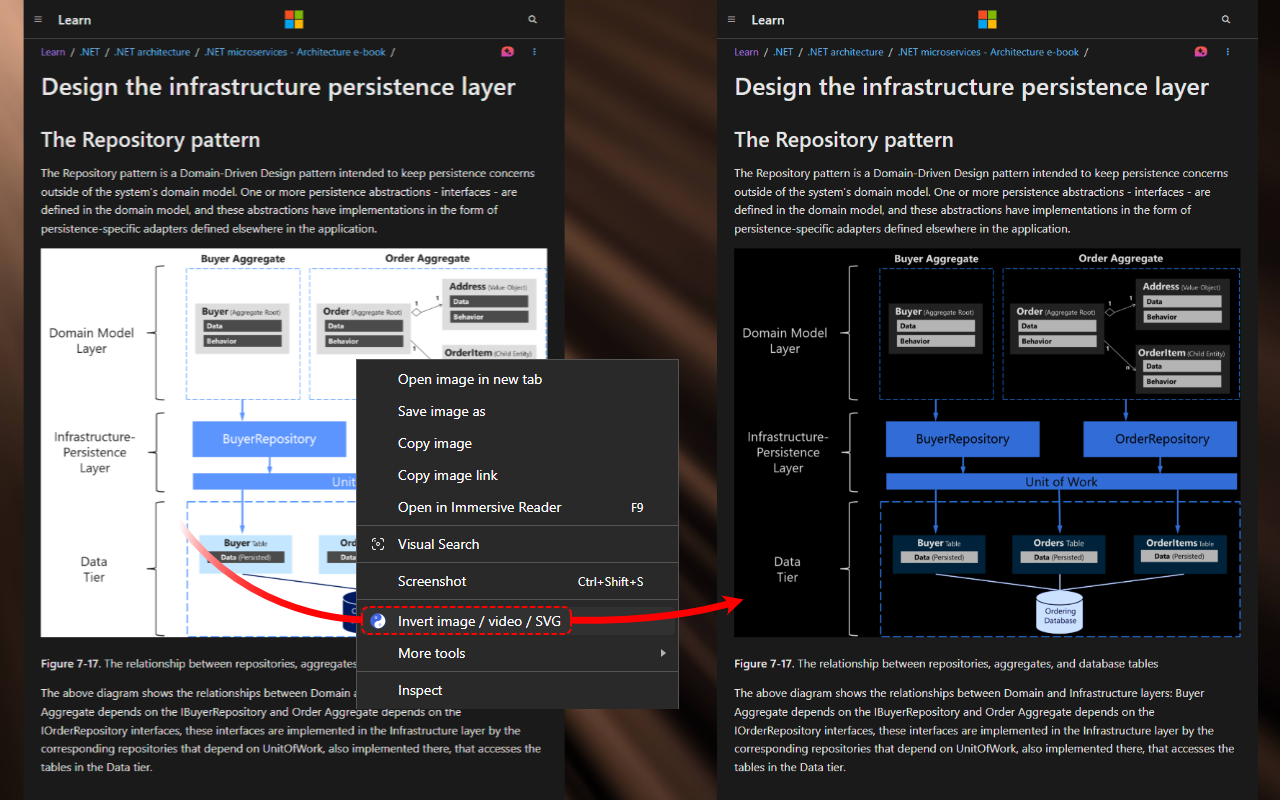 Learn
Learn / .NET / .NET architecture / .NET microservices - Architecture e-book /
Design the infrastructure persistence layer
The Repository pattern
The Repository pattern is a Domain-Driven Design pattern intended to keep persistence concerns
outside of the system's domain model. One or more persistence abstractions - interfaces - are
defined in the domain model, and these abstractions have implementations in the form of
persistence-specific adapters defined elsewhere in the application.
Buyer Aggregate
Order Aggregate
Domain Model
Layer
Buyer (Aggregate Root)
Data
Behavior
Order (Aggregate Root)
Data
Behavior
1
1
1
Address (Value-Object)
Data
Behavior
OrderItem (Child Entity)
Infrastructure-
Persistence
Layer
BuyerRepository
Unit
Data
Tier
Buyer Table
Data (Persisted)
Ord
Data
Open image in new tab
Save image as
Copy image
Copy image link
Open in Immersive Reader F9
Visual Search
Screenshot Ctrl+Shift+S
Invert image / video / SVG
More tools
Inspect
Figure 7-17. The relationship between repositories, aggregates
The above diagram shows the relationships between Domain a
Aggregate depends on the IBuyerRepository and Order Aggregate depends on the
IOrderRepository interfaces, these interfaces are implemented in the Infrastructure layer by the
corresponding repositories that depend on UnitOfWork, also implemented there, that accesses the
tables in the Data tier.
Learn
Learn / .NET / .NET architecture / .NET microservices - Architecture e-book /
Design the infrastructure persistence layer
The Repository pattern
The Repository pattern is a Domain-Driven Design pattern intended to keep persistence concerns
outside of the system's domain model. One or more persistence abstractions - interfaces - are
defined in the domain model, and these abstractions have implementations in the form of
persistence-specific adapters defined elsewhere in the application.
Buyer Aggregate
Order Aggregate
Domain Model
Layer
Buyer (Aggregate Root)
Data
Behavior
Order (Aggregate Root)
Data
Behavior
1
1
1
n
Address (Value-Object)
Data
Behavior
OrderItem (Child Entity)
Data
Behavior
Infrastructure-
Persistence
Layer
BuyerRepository
OrderRepository
Unit of Work
Data
Tier
Buyer Table
Data (Persisted)
Orders Table
Data (Persisted)
OrderItems Table
Data (Persisted)
Ordering
Database
Figure 7-17. The relationship between repositories, aggregates, and database tables
The above diagram shows the relationships between Domain and Infrastructure layers: Buyer
Aggregate depends on the IBuyerRepository and Order Aggregate depends on the
IOrderRepository interfaces, these interfaces are implemented in the Infrastructure layer by the
corresponding repositories that depend on UnitOfWork, also implemented there, that accesses the
tables in the Data tier.